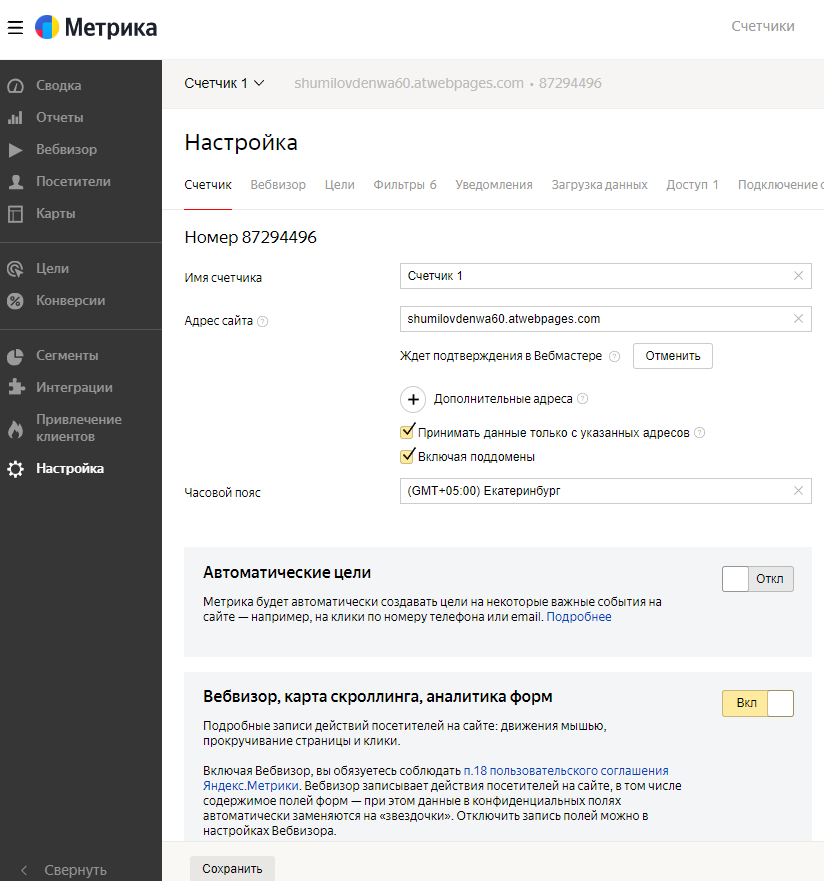 Метрика
Счетчики
Сводка
Отчеты
Вебвизор
Посетители
Карты
Цели
Конверсии
Сегменты
Интеграции
Привлечение
клиентов
Настройка
Свернуть
Счетчик 1
shumilovdenwa60.atwebpages.com • 87294496
Настройка
Счетчик Вебвизор Цели Фильтры 6 Уведомления Загрузка данных Доступ 1 Подключение
Номер 87294496
Имя счетчика Счетчик 1
Адрес сайта ? shumilovdenwa60.atwebpages.com
Ждет подтверждения в Вебмастере ? Отменить
+ Дополнительные адреса ?
Принимать данные только с указанных адресов ?
Включая поддомены
Часовой пояс (GMT+05:00) Екатеринбург
Автоматические цели Откл
Метрика будет автоматически создавать цели на некоторые важные события на
сайте — например, на клики по номеру телефона или email. Подробнее
Вебвизор, карта скроллинга, аналитика форм Вкл
Подробные записи действий посетителей на сайте: движения мышью,
прокручивание страницы и клики.
Включая Вебвизор, вы обязуетесь соблюдать п.18 пользовательского соглашения
Яндекс.Метрики. Вебвизор записывает действия посетителей на сайте, в том числе
содержимое полей форм — при этом данные в конфиденциальных полях
автоматически заменяются на «звездочки». Отключить запись полей можно в
настройках Вебвизора.
Сохранить